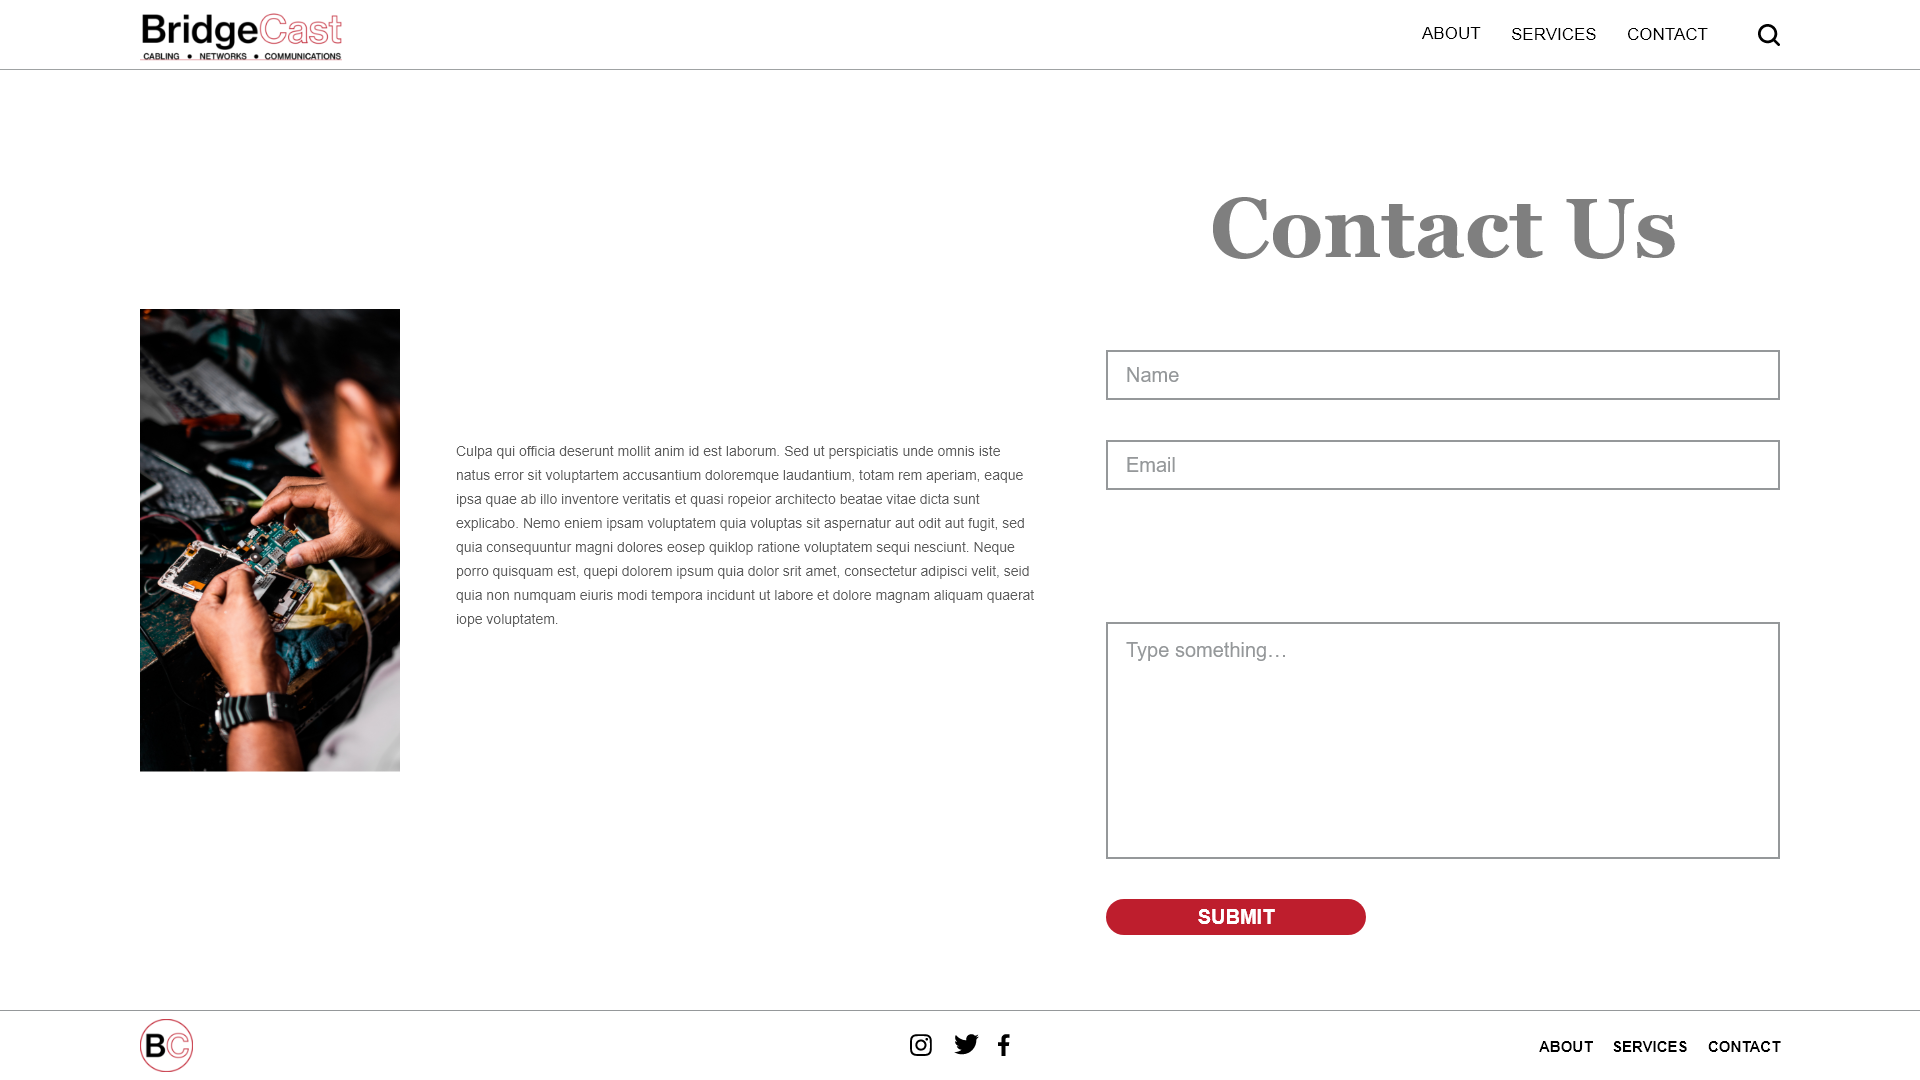 BridgeCast
CABLING • NETWORKS • COMMUNICATIONS
ABOUT SERVICES CONTACT
Contact Us
Culpa qui officia deserunt mollit anim id est laborum. Sed ut perspiciatis unde omnis iste
natus error sit voluptartem accusantium doloremque laudantium, totam rem aperiam, eaque
ipsa quae ab illo inventore veritatis et quasi ropeior architecto beatae vitae dicta sunt
explicabo. Nemo eniem ipsam voluptatem quia voluptas sit aspernatur aut odit aut fugit, sed
quia consequuntur magni dolores eosep quiklop ratione voluptatem sequi nesciunt. Neque
porro quisquam est, quepi dolorem ipsum quia dolor srit amet, consectetur adipisci velit, seid
quia non numquam eiuris modi tempora incidunt ut labore et dolore magnam aliquam quaerat
iope voluptatem.
Name
Email
Type something...
SUBMIT
BC
ABOUT SERVICES CONTACT